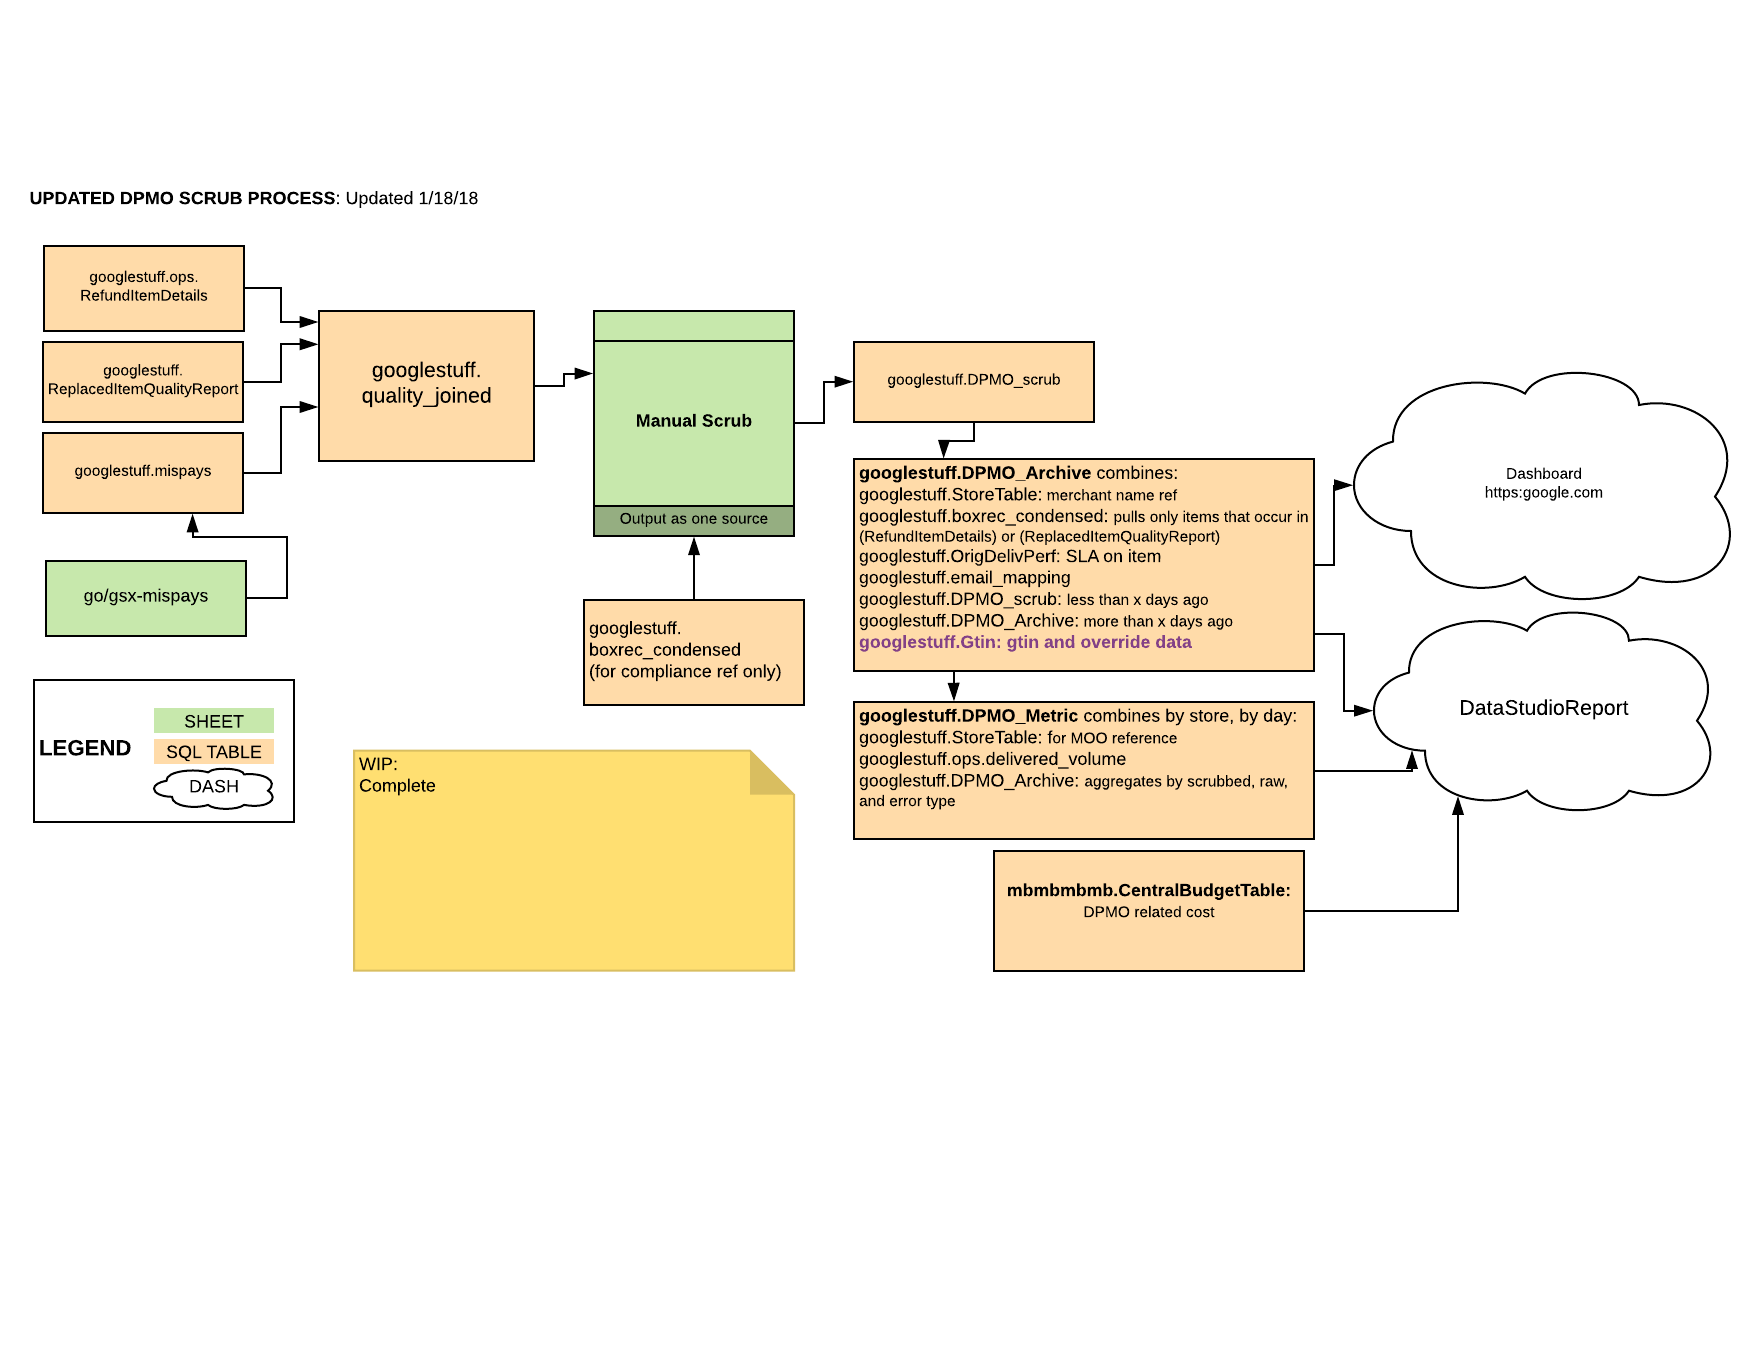 UPDATED DPMO SCRUB PROCESS: Updated 1/18/18
googlestuff.ops.
RefundItemDetails
googlestuff.
ReplacedItemQualityReport
googlestuff.mispays
go/gsx-mispays
googlestuff.
quality_joined
Manual Scrub
Output as one source
googlestuff.
boxrec_condensed
(for compliance ref only)
googlestuff.DPMO_scrub
googlestuff.DPMO_Archive combines:
googlestuff.StoreTable: merchant name ref
googlestuff.boxrec_condensed: pulls only items that occur in
(RefundItemDetails) or (ReplacedItemQualityReport)
googlestuff.OrigDelivPerf: SLA on item
googlestuff.email_mapping
googlestuff.DPMO_scrub: less than x days ago
googlestuff.DPMO_Archive: more than x days ago
googlestuff.Gtin: gtin and override data
googlestuff.DPMO_Metric combines by store, by day:
googlestuff.StoreTable: for MOO reference
googlestuff.ops.delivered_volume
googlestuff.DPMO_Archive: aggregates by scrubbed, raw,
and error type
mbmbmbmb.CentralBudgetTable:
DPMO related cost
Dashboard
https:google.com
DataStudioReport
LEGEND
SHEET
SQL TABLE
DASH
WIP:
Complete